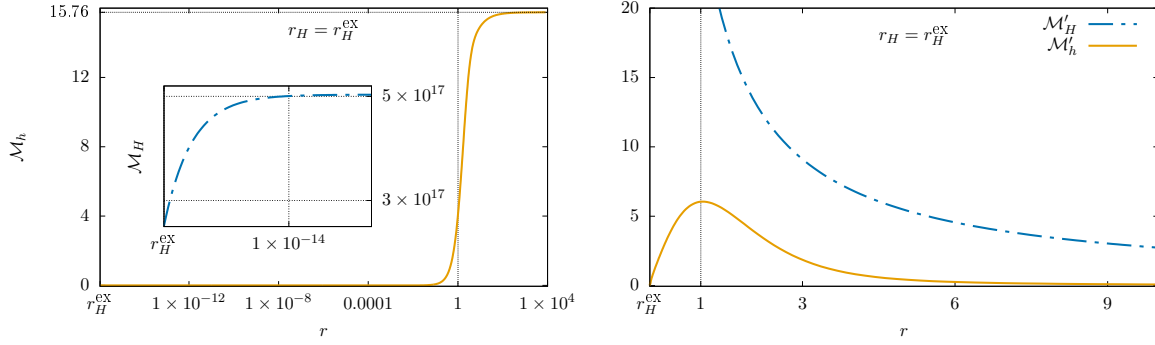 15.76
12
8
4
0
𝓜_h
r_H = r_H^ex
𝓜_H
5 × 10^17
3 × 10^17
r_H^ex
1 × 10^−14
r_H^ex
1 × 10^−12
1 × 10^−8
0.0001
1
1 × 10^4
r
20
15
10
5
0
r_H = r_H^ex
𝓜′_H
𝓜′_h
r_H^ex
1
3
6
9
r